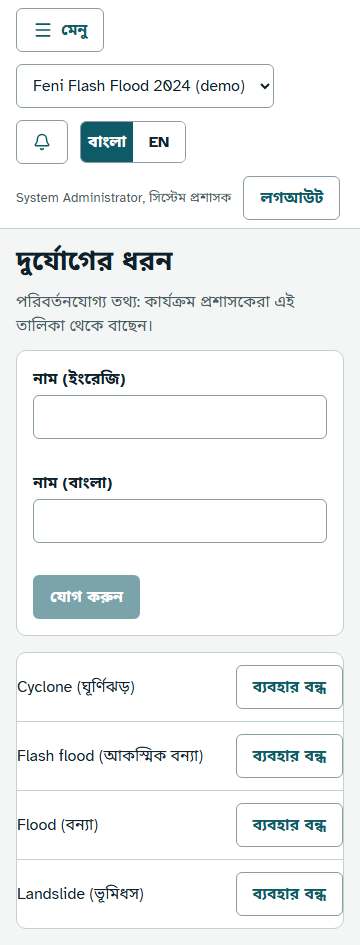 মেনু
Feni Flash Flood 2024 (demo)
বাংলা EN
System Administrator, সিস্টেম প্রশাসক লগআউট
দুর্যোগের ধরন
পরিবর্তনযোগ্য তথ্য: কার্যক্রম প্রশাসকেরা এই
তালিকা থেকে বাছেন।
নাম (ইংরেজি)
নাম (বাংলা)
যোগ করুন
Cyclone (ঘূর্ণিঝড়) ব্যবহার বন্ধ
Flash flood (আকস্মিক বন্যা) ব্যবহার বন্ধ
Flood (বন্যা) ব্যবহার বন্ধ
Landslide (ভূমিধস) ব্যবহার বন্ধ